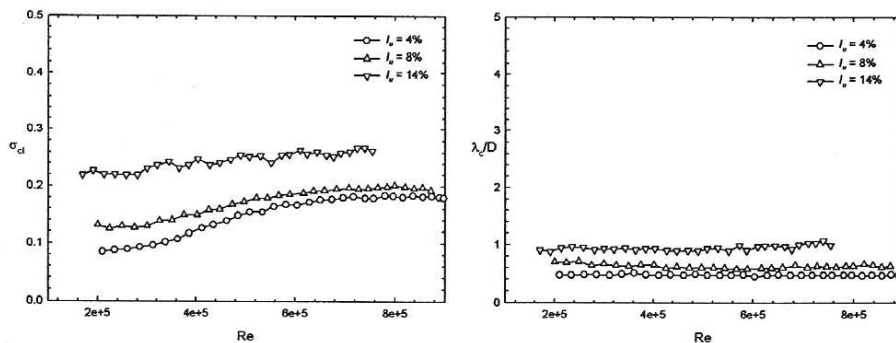 0.5
0.4
0.3
0.2
0.1
0.0
σcl
Iu = 4%
Iu = 8%
Iu = 14%
2e+5 4e+5 6e+5 8e+5
Re
5
4
3
2
1
0
λc/D
Iu = 4%
Iu = 8%
Iu = 14%
2e+5 4e+5 6e+5 8e+5
Re